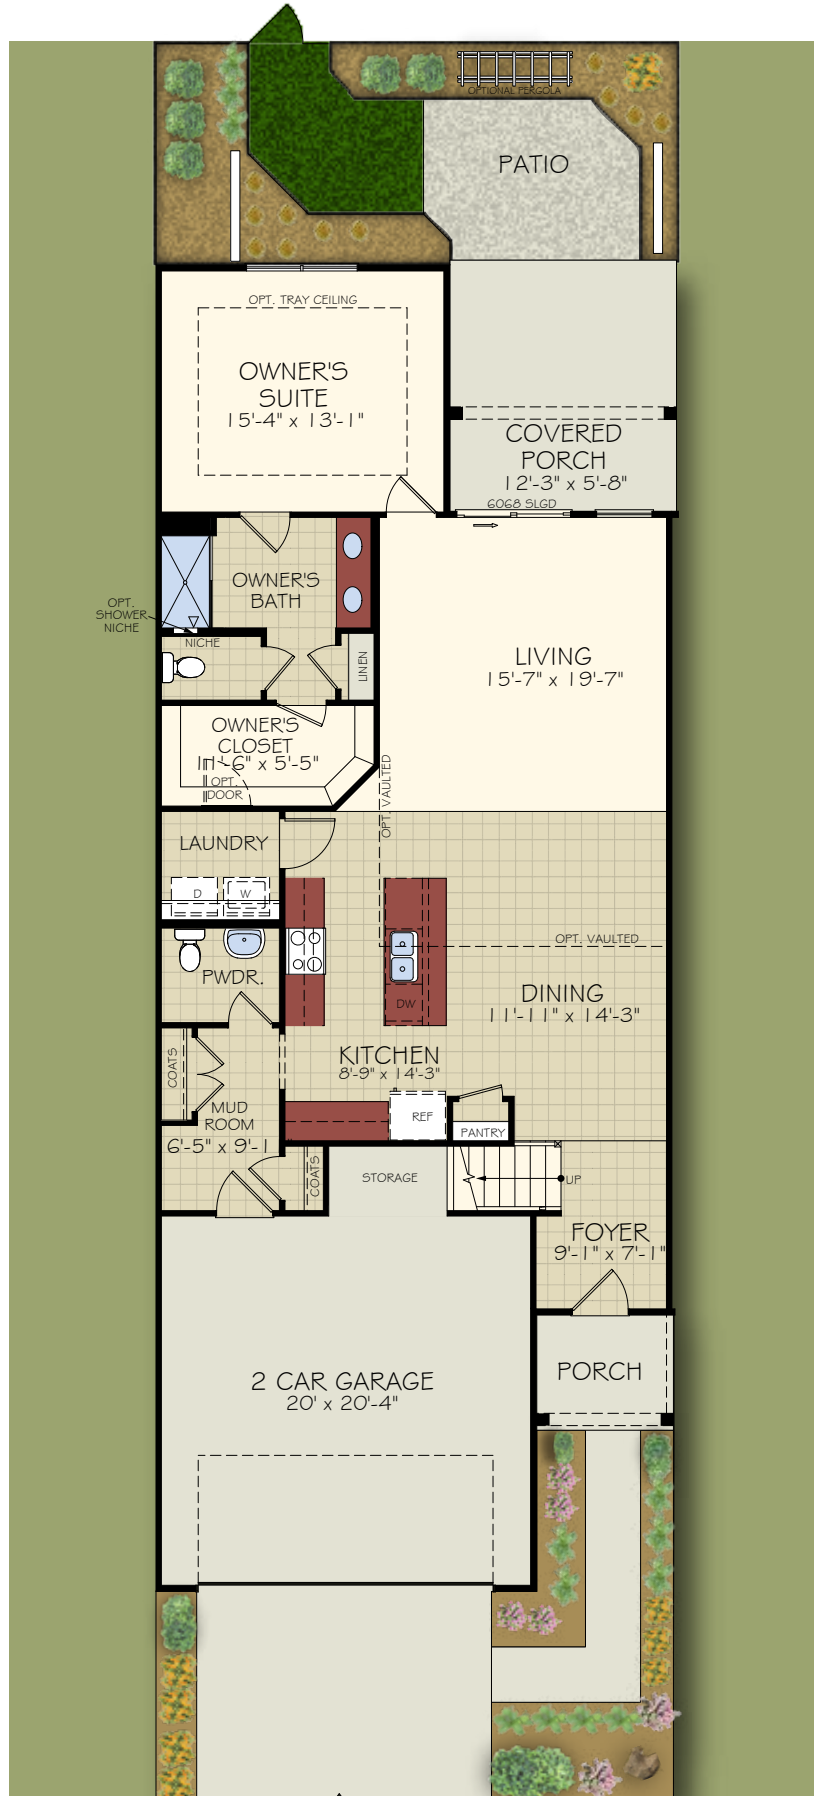 OPTIONAL PERGOLA
PATIO
OPT. TRAY CEILING
OWNER'S
SUITE
15'-4" x 13'-1"
COVERED
PORCH
12'-3" x 5'-8"
6068 SLGD
OWNER'S
BATH
OPT.
SHOWER
NICHE
NICHE
LINEN
LIVING
15'-7" x 19'-7"
OWNER'S
CLOSET
11'-6" x 5'-5"
OPT.
DOOR
OPT. VAULTED
LAUNDRY
D
W
OPT. VAULTED
PWDR.
DINING
11'-11" x 14'-3"
DW
KITCHEN
8'-9" x 14'-3"
COATS
MUD
ROOM
6'-5" x 9'-1
REF
PANTRY
COATS
STORAGE
UP
FOYER
9'-1" x 7'-1"
PORCH
2 CAR GARAGE
20' x 20'-4"